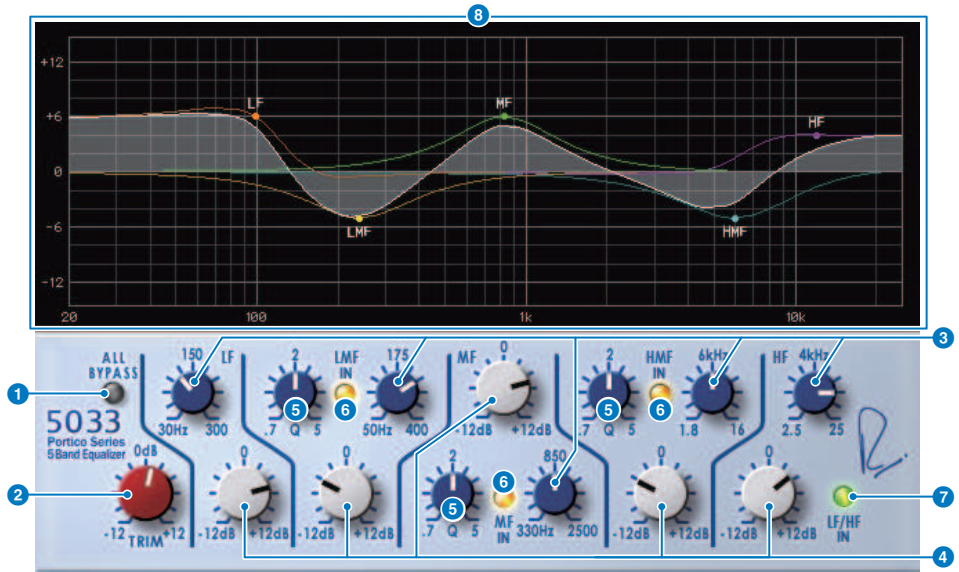 8
+12
+6
0
-6
-12
LF
MF
HF
LMF
HMF
20
100
1k
10k
ALL
BYPASS
150
LF
2
LMF
IN
175
MF
0
2
HMF
IN
6kHz
HF
4kHz
3
1
5
6
5
6
30Hz
300
.7
Q
5
50Hz
400
-12dB
+12dB
.7
Q
5
1.8
16
2.5
25
5033
Portico Series
5Band Equalizer
0dB
0
0
2
6
850
0
0
2
5
7
-12
TRIM
+12
-12dB
+12dB
-12dB
+12dB
.7
Q
5
MF
IN
330Hz
2500
-12dB
+12dB
-12dB
+12dB
LF/HF
IN
4